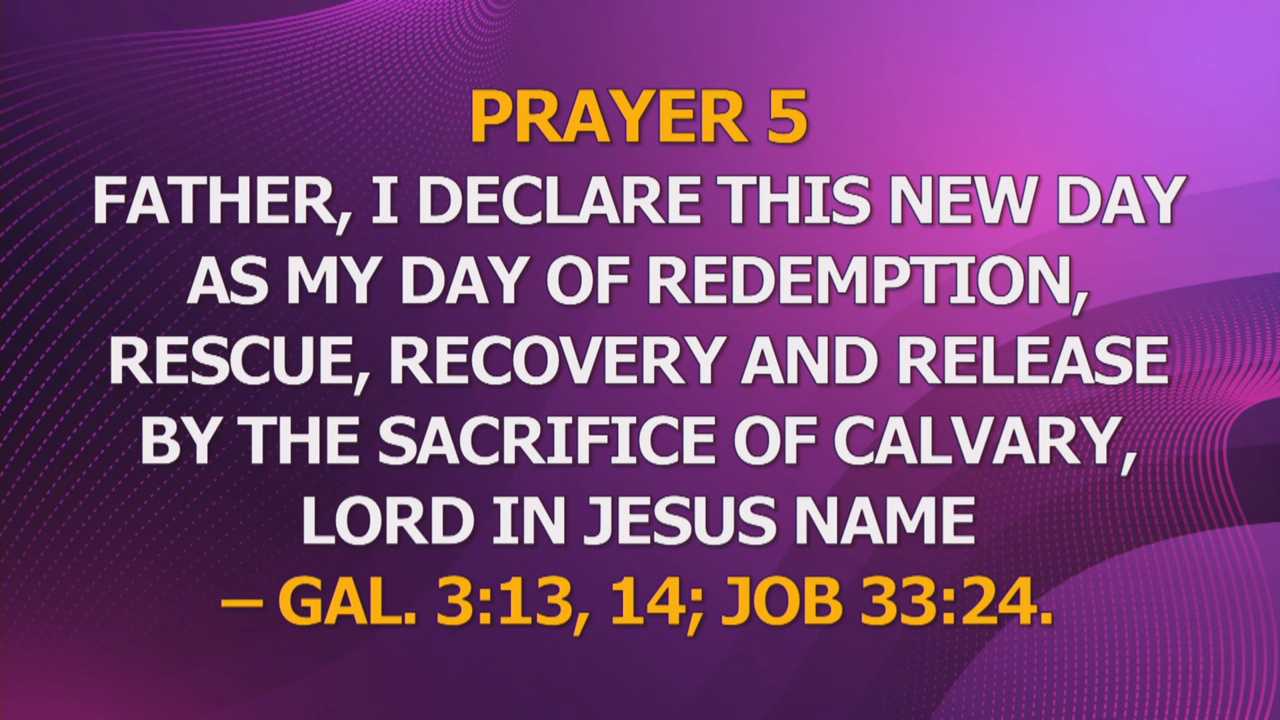 PRAYER 5
FATHER, I DECLARE THIS NEW DAY
AS MY DAY OF REDEMPTION,
RESCUE, RECOVERY AND RELEASE
BY THE SACRIFICE OF CALVARY,
LORD IN JESUS NAME
– GAL. 3:13, 14; JOB 33:24.